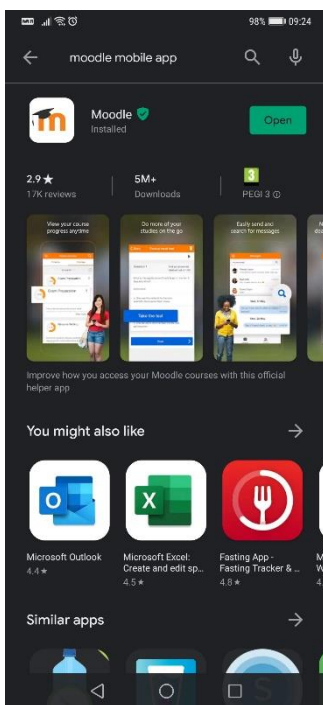 98% 09:24
moodle mobile app
Moodle
Installed
Open
2.9★
17K reviews
5M+
Downloads
3
PEGI 3
View your course
progress anytime
Do more of your
studies on the go
Easily send and
search for messages
Improve how you access your Moodle courses with this official
helper app
You might also like
Microsoft Outlook
4.4★
Microsoft Excel:
Create and edit sp...
4.5★
Fasting App -
Fasting Tracker & ...
4.8★
Similar apps